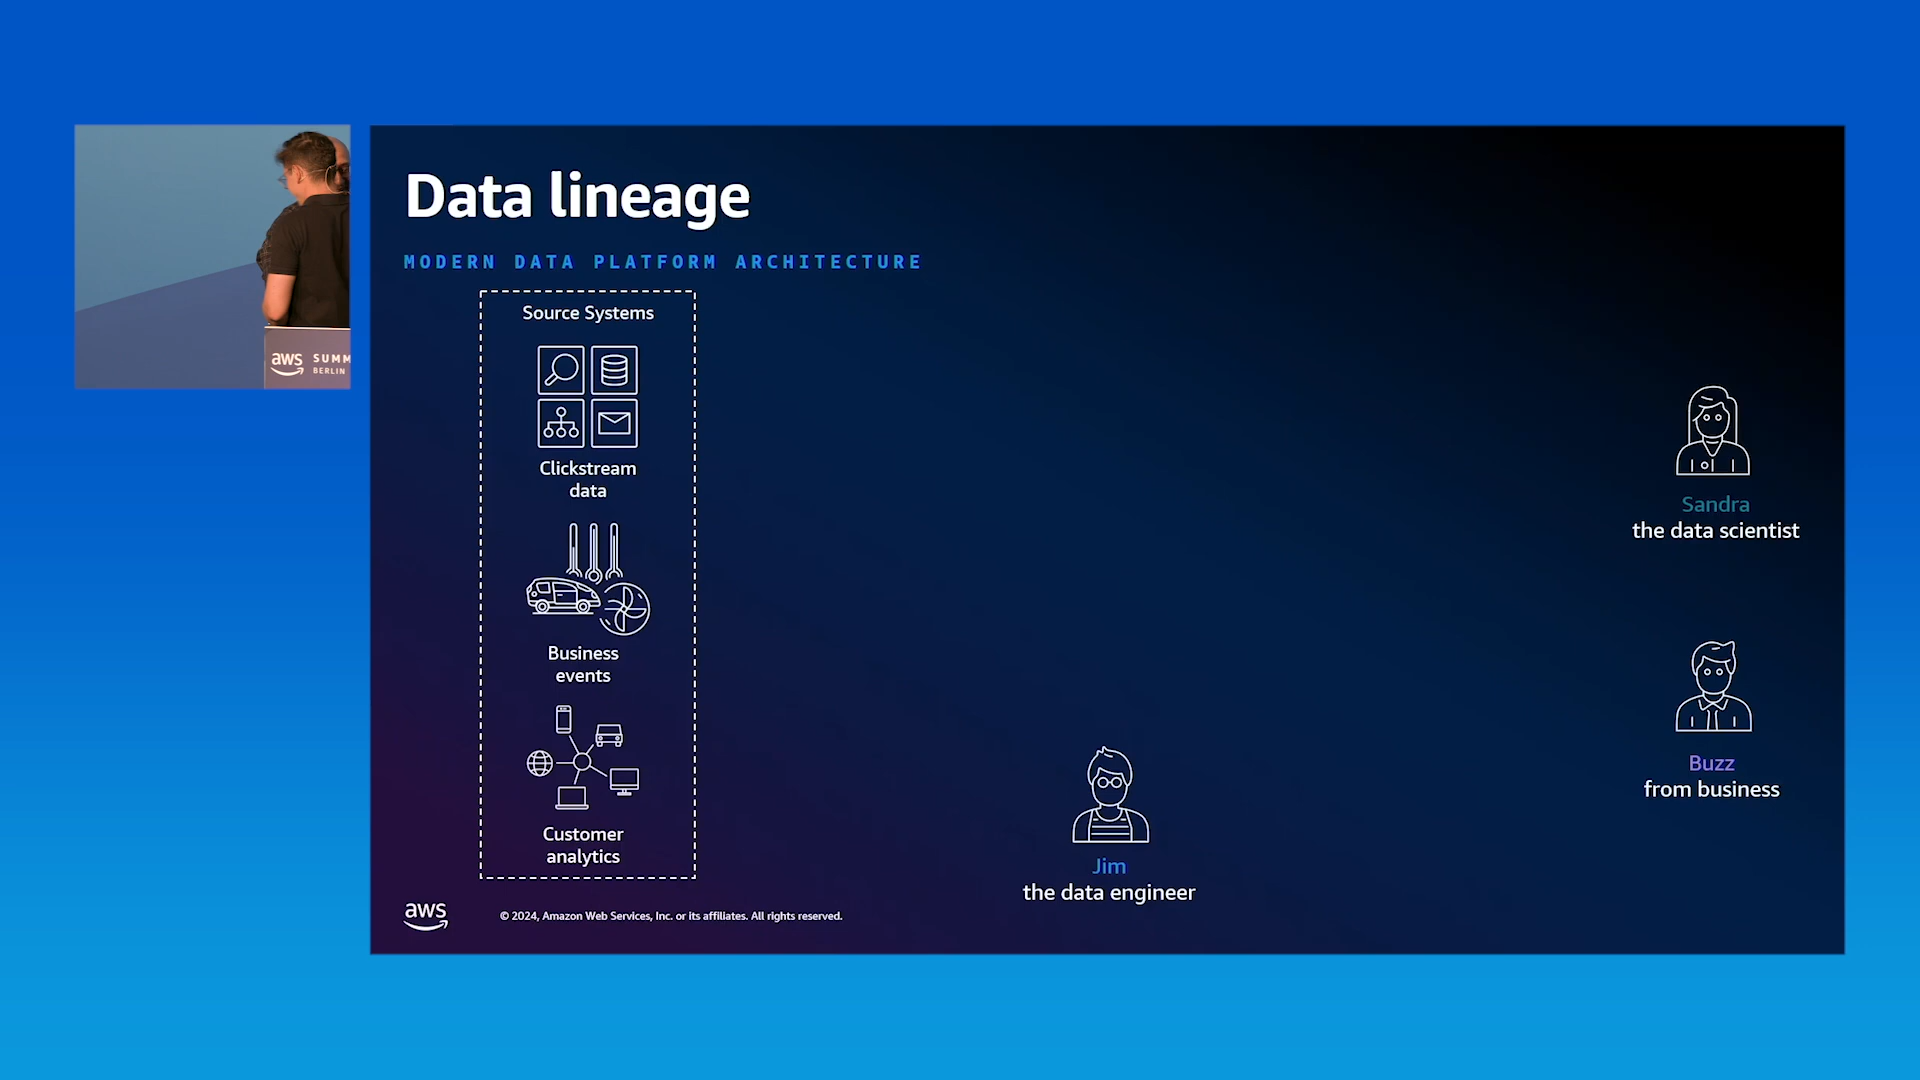 Data lineage
MODERN DATA PLATFORM ARCHITECTURE
Source Systems
Clickstream
data
Business
events
Customer
analytics
Sandra
the data scientist
Buzz
from business
Jim
the data engineer
aws
© 2024, Amazon Web Services, Inc. or its affiliates. All rights reserved.
aws SUMM
BERLIN